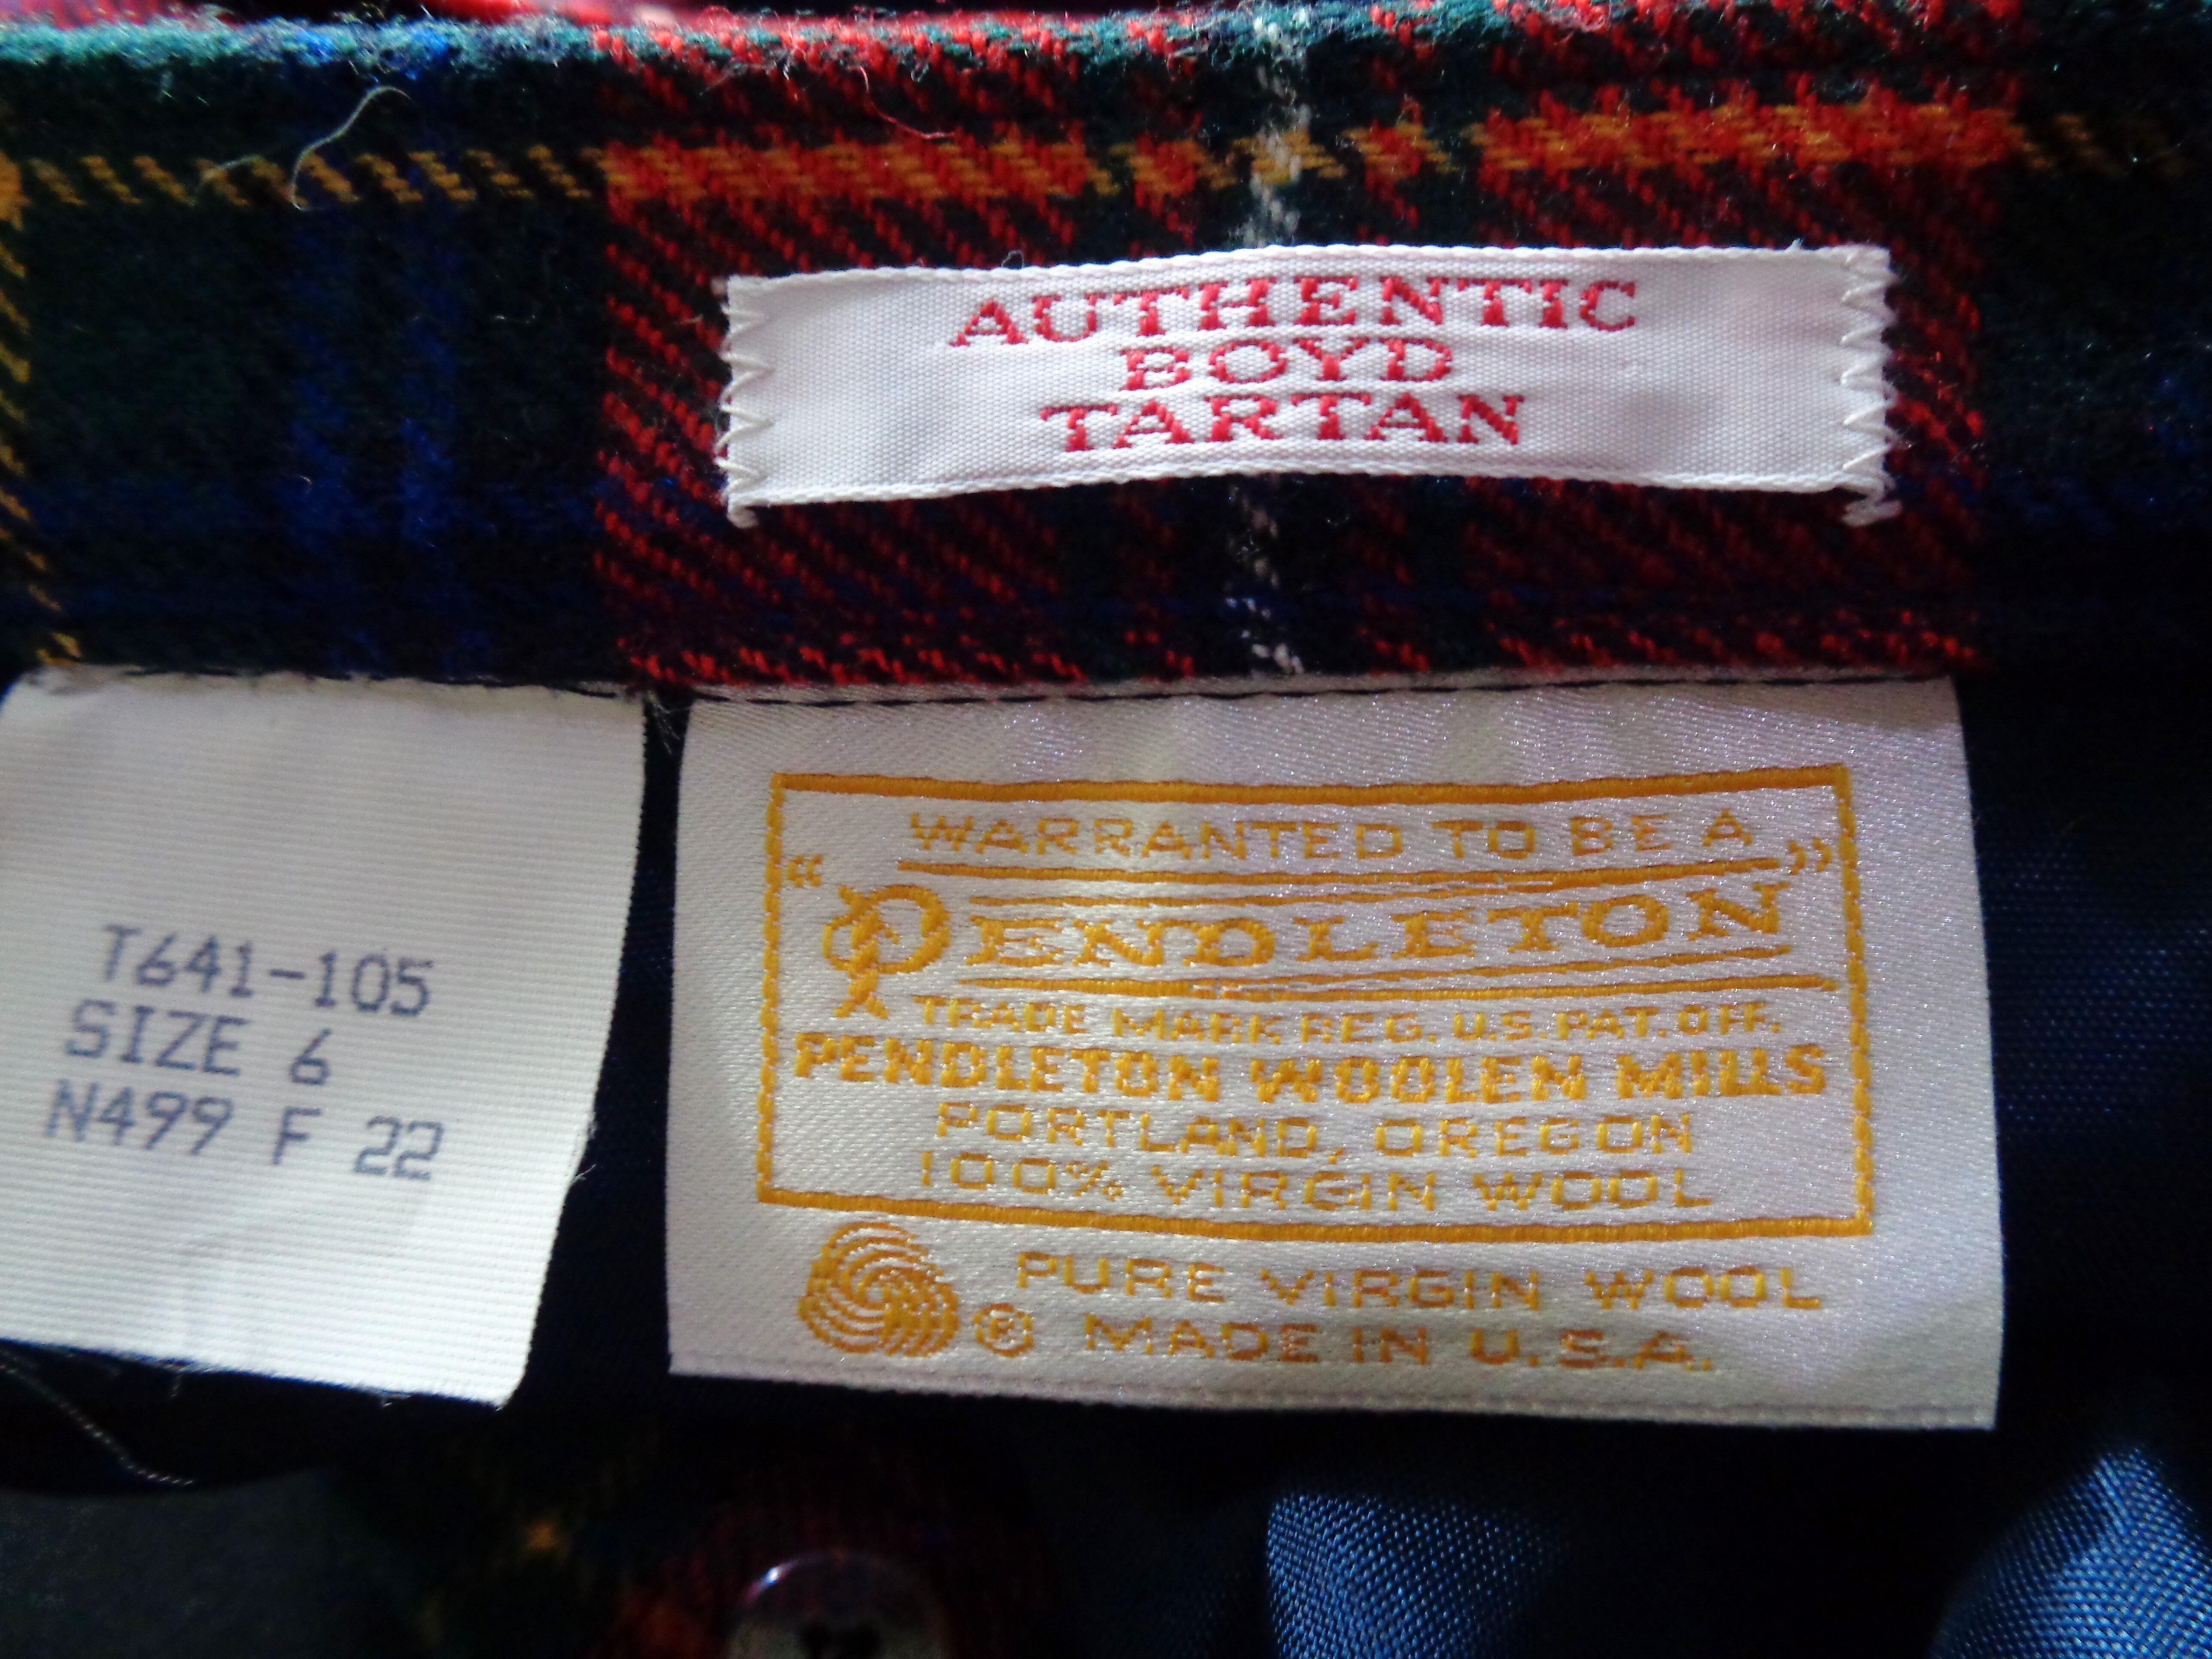 AUTHENTIC
BOYD
TARTAN
T641-105
SIZE 6
N499 F 22
WARRANTED TO BE A
"PENDLETON"
TRADE MARK REG. U.S. PAT. OFF.
PENDLETON WOOLEN MILLS
PORTLAND, OREGON
100% VIRGIN WOOL
® PURE VIRGIN WOOL
MADE IN U.S.A.